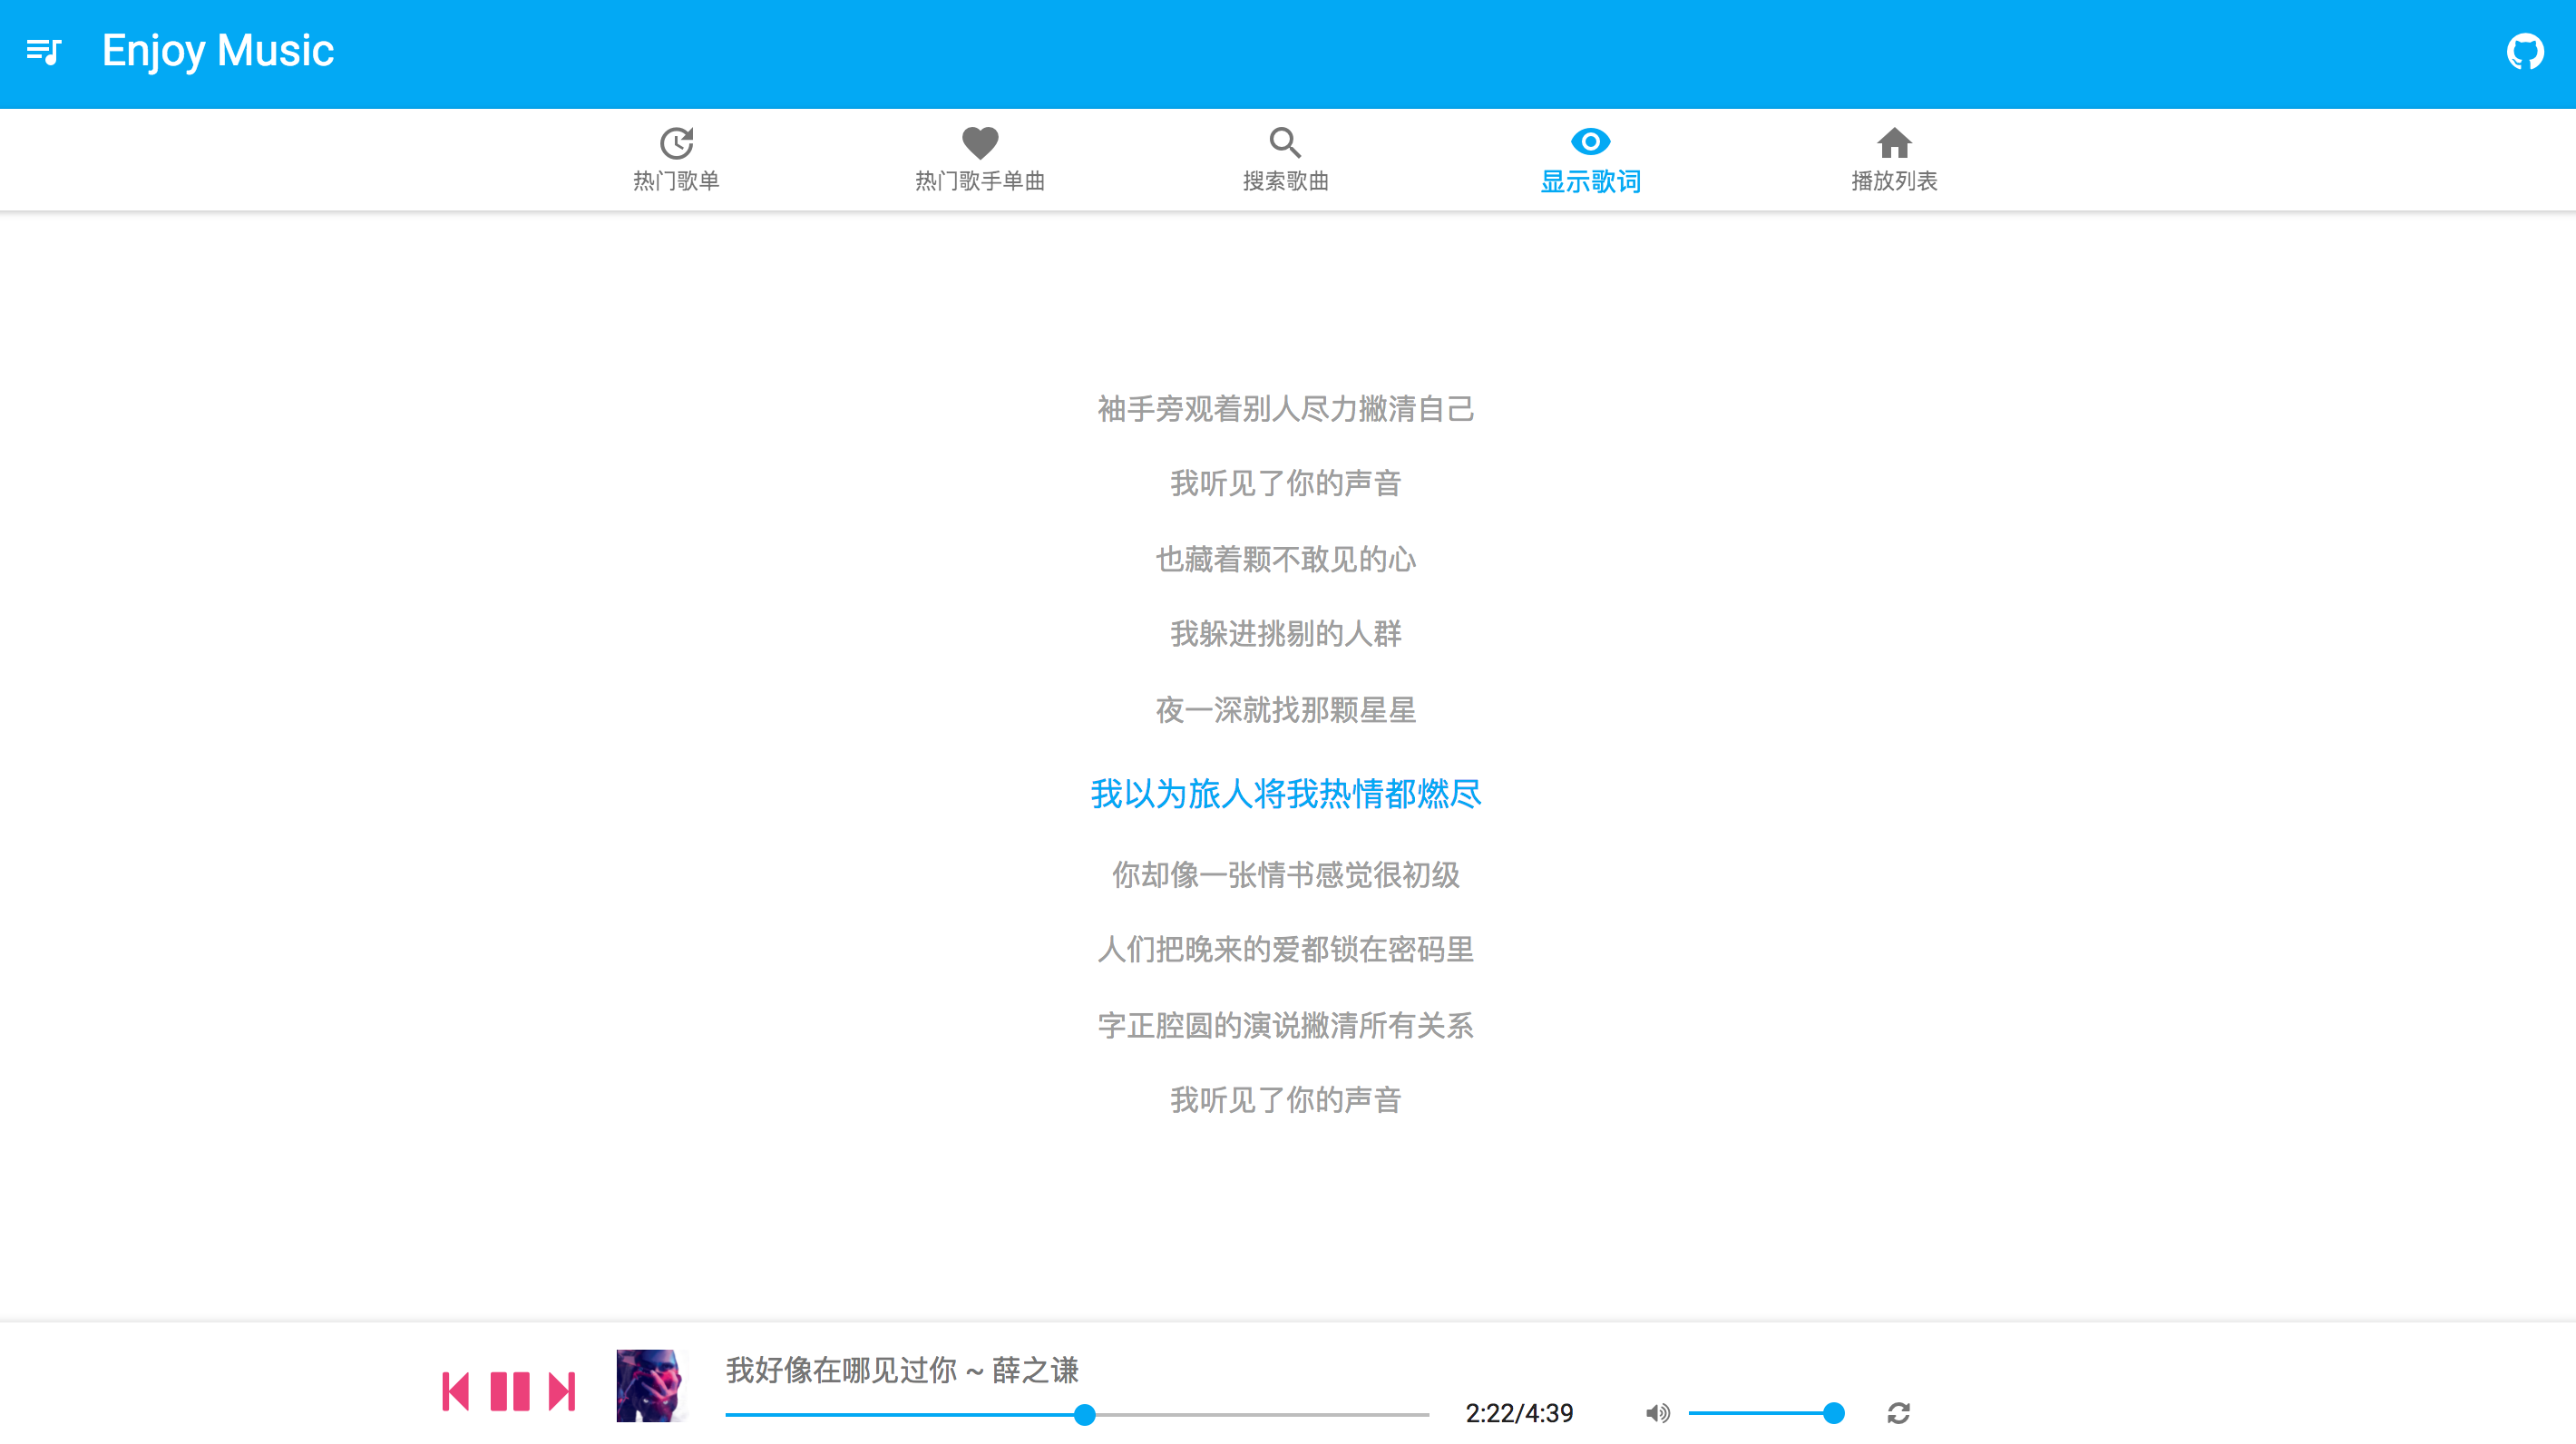 Enjoy Music
热门歌单
热门歌手单曲
搜索歌曲
显示歌词
播放列表
袖手旁观着别人尽力撇清自己
我听见了你的声音
也藏着颗不敢见的心
我躲进挑剔的人群
夜一深就找那颗星星
我以为旅人将我热情都燃尽
你却像一张情书感觉很初级
人们把晚来的爱都锁在密码里
字正腔圆的演说撇清所有关系
我听见了你的声音
我好像在哪见过你 ~ 薛之谦
2:22/4:39